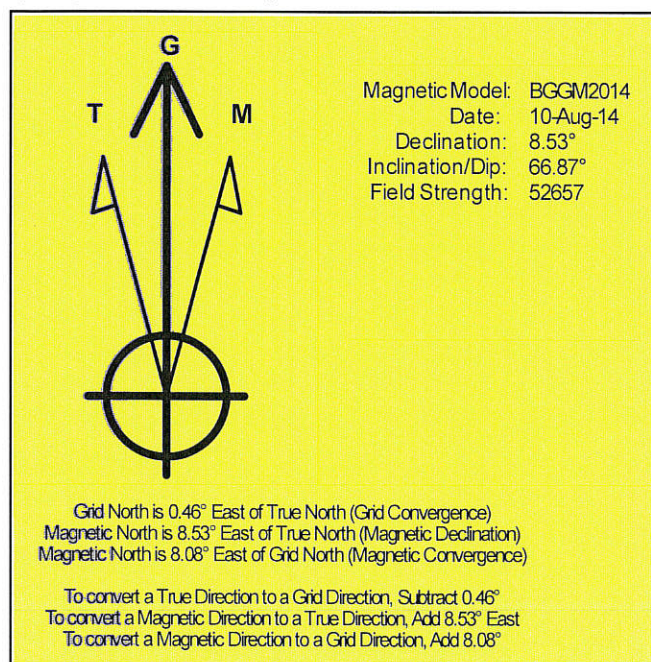 G
T
M
Magnetic Model: BGGM2014
Date: 10-Aug-14
Declination: 8.53°
Inclination/Dip: 66.87°
Field Strength: 52657
Grid North is 0.46° East of True North (Grid Convergence)
Magnetic North is 8.53° East of True North (Magnetic Declination)
Magnetic North is 8.08° East of Grid North (Magnetic Convergence)
To convert a True Direction to a Grid Direction, Subtract 0.46°
To convert a Magnetic Direction to a True Direction, Add 8.53° East
To convert a Magnetic Direction to a Grid Direction, Add 8.08°